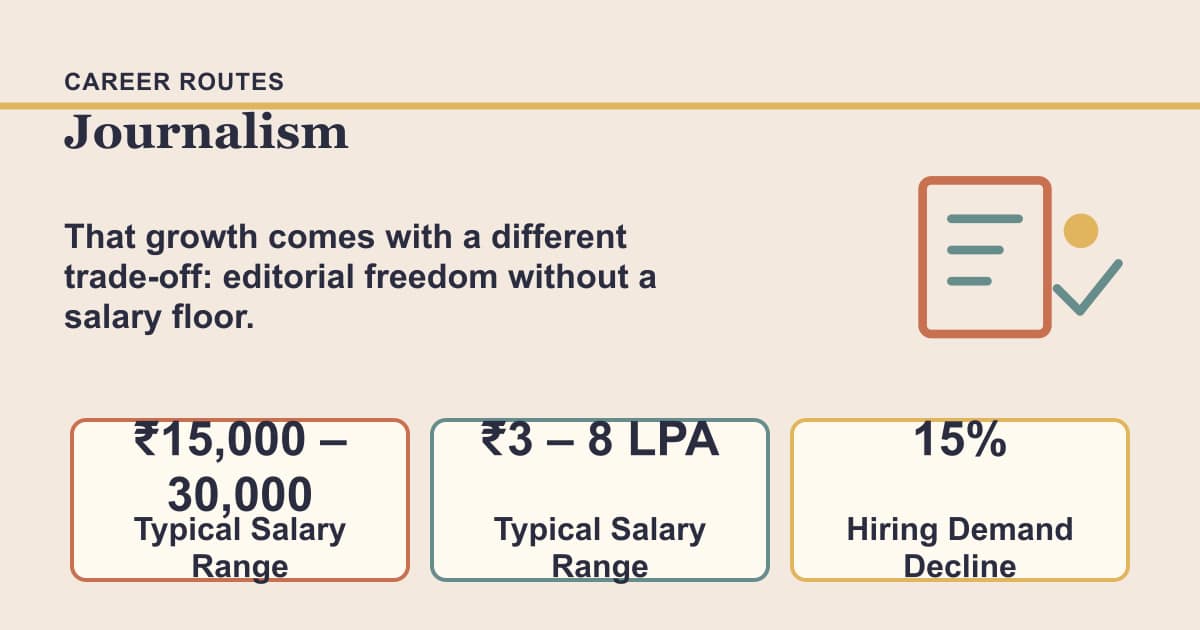 CAREER ROUTES
Journalism
That growth comes with a different
trade-off: editorial freedom without a
salary floor.
₹15,000 –
30,000
Typical Salary
Range
₹3 – 8 LPA
Typical Salary
Range
15%
Hiring Demand
Decline